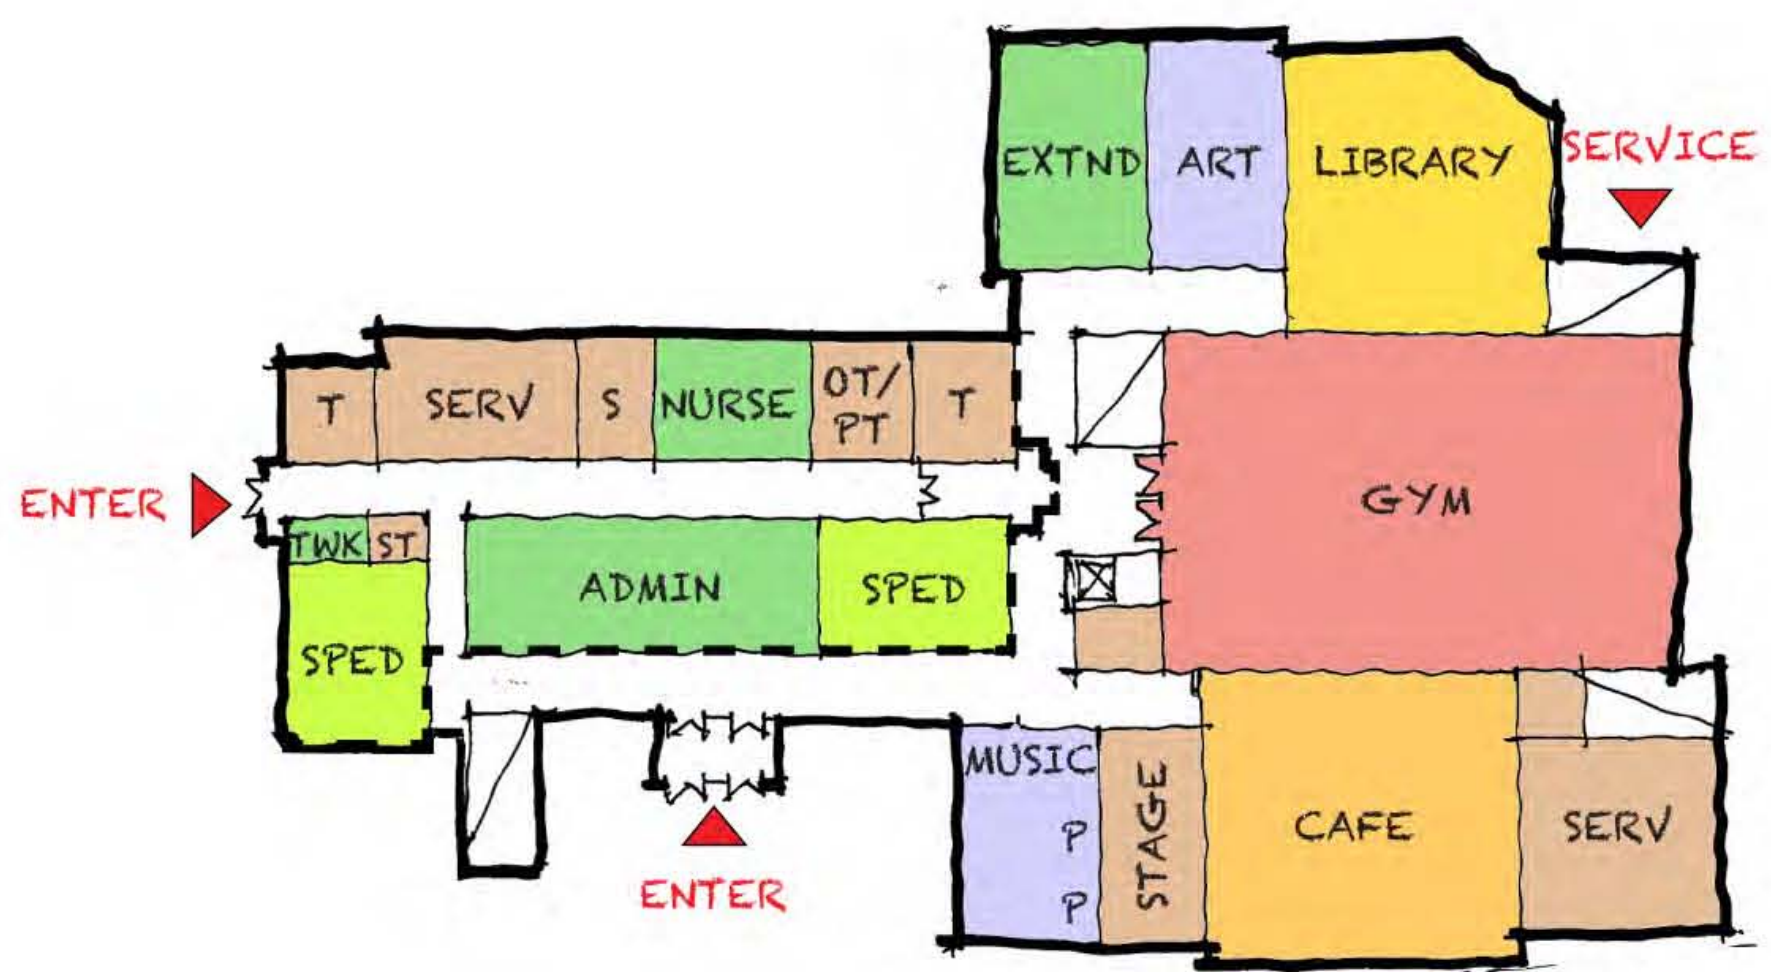 EXTND
ART
LIBRARY
SERVICE
T
SERV
S
NURSE
OT/
PT
T
ENTER
GYM
TWK
ST
ADMIN
SPED
SPED
MUSIC
P
P
STAGE
CAFE
SERV
ENTER